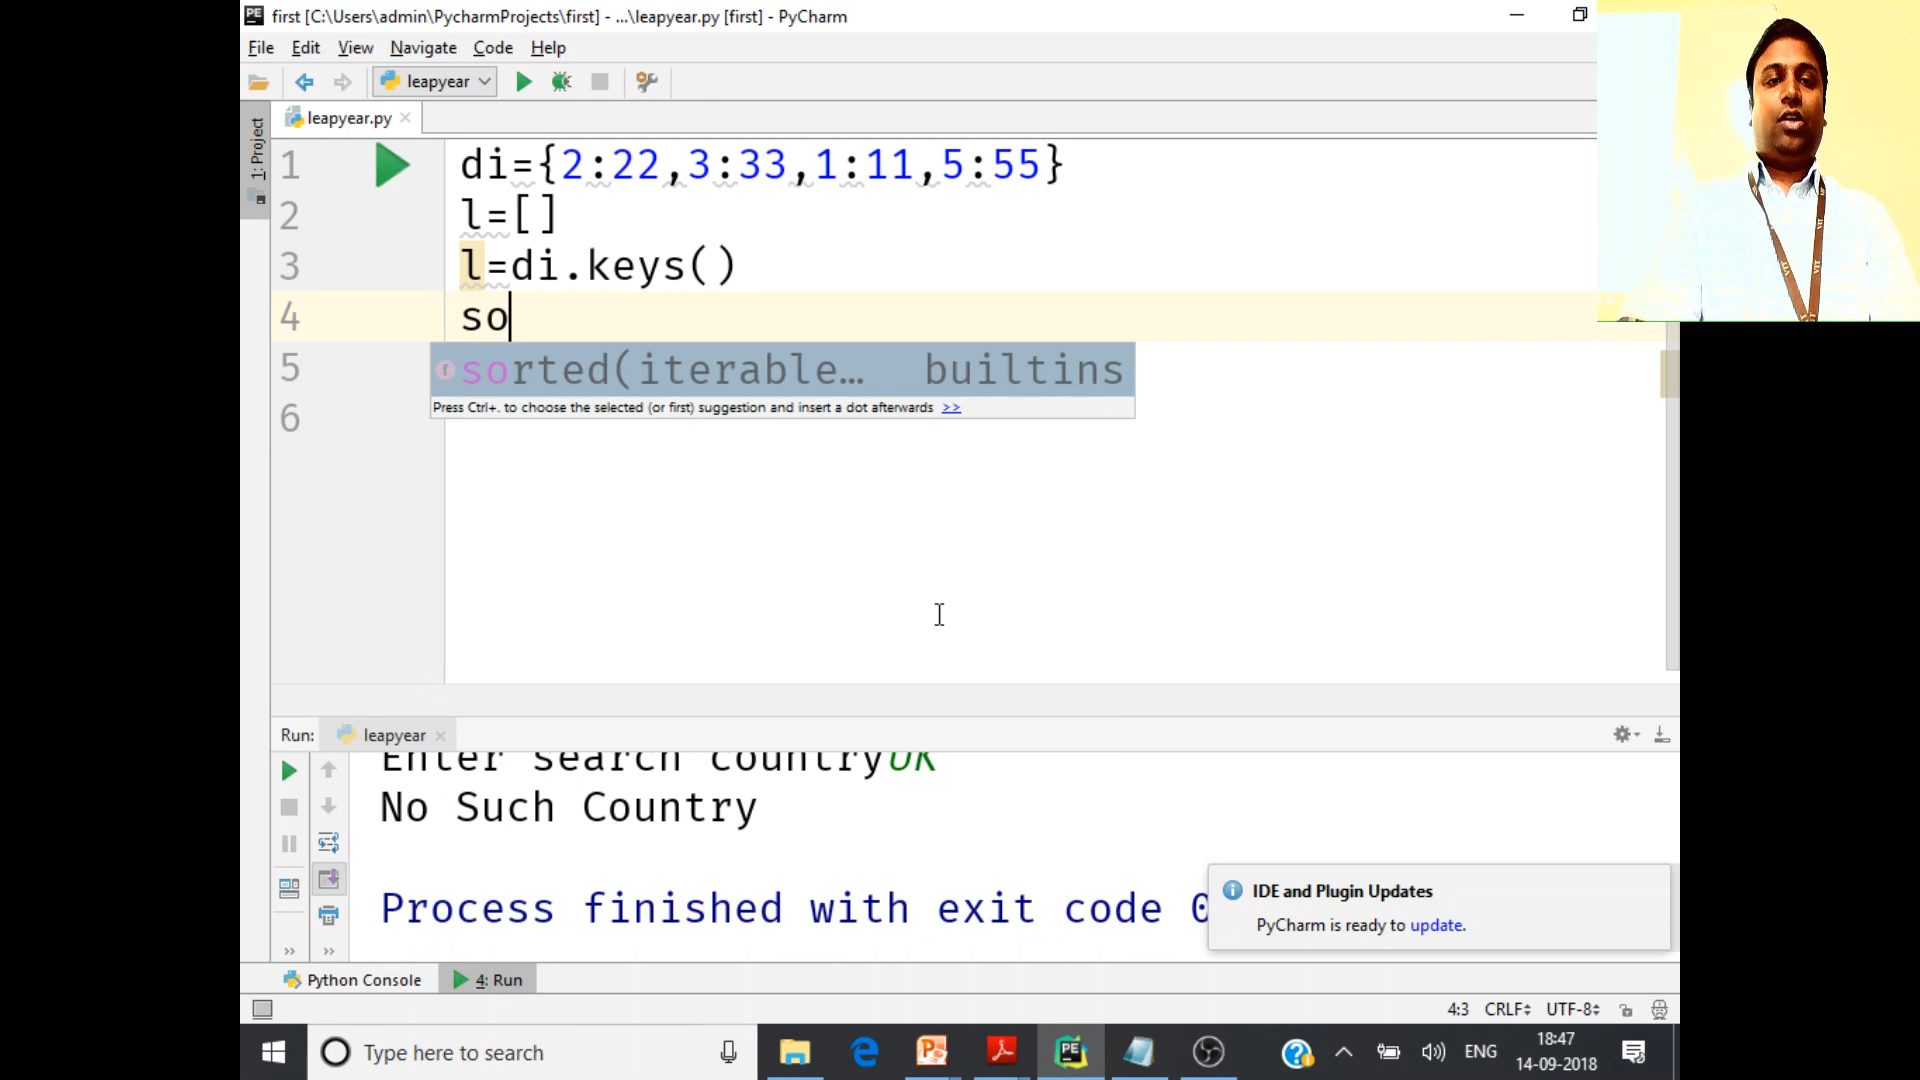 first [C:\Users\admin\PycharmProjects\first] - ...\leapyear.py [first] - PyCharm
File Edit View Navigate Code Help
leapyear
leapyear.py
1: Project
1 di={2:22,3:33,1:11,5:55}
2 l=[]
3 l=di.keys()
4 so
5 sorted(iterable… builtins
Press Ctrl+. to choose the selected (or first) suggestion and insert a dot afterwards >>
6
Run: leapyear
Enter search countryUK
No Such Country
Process finished with exit code 0
IDE and Plugin Updates
PyCharm is ready to update.
Python Console 4: Run
4:3 CRLF UTF-8
Type here to search
ENG
18:47
14-09-2018